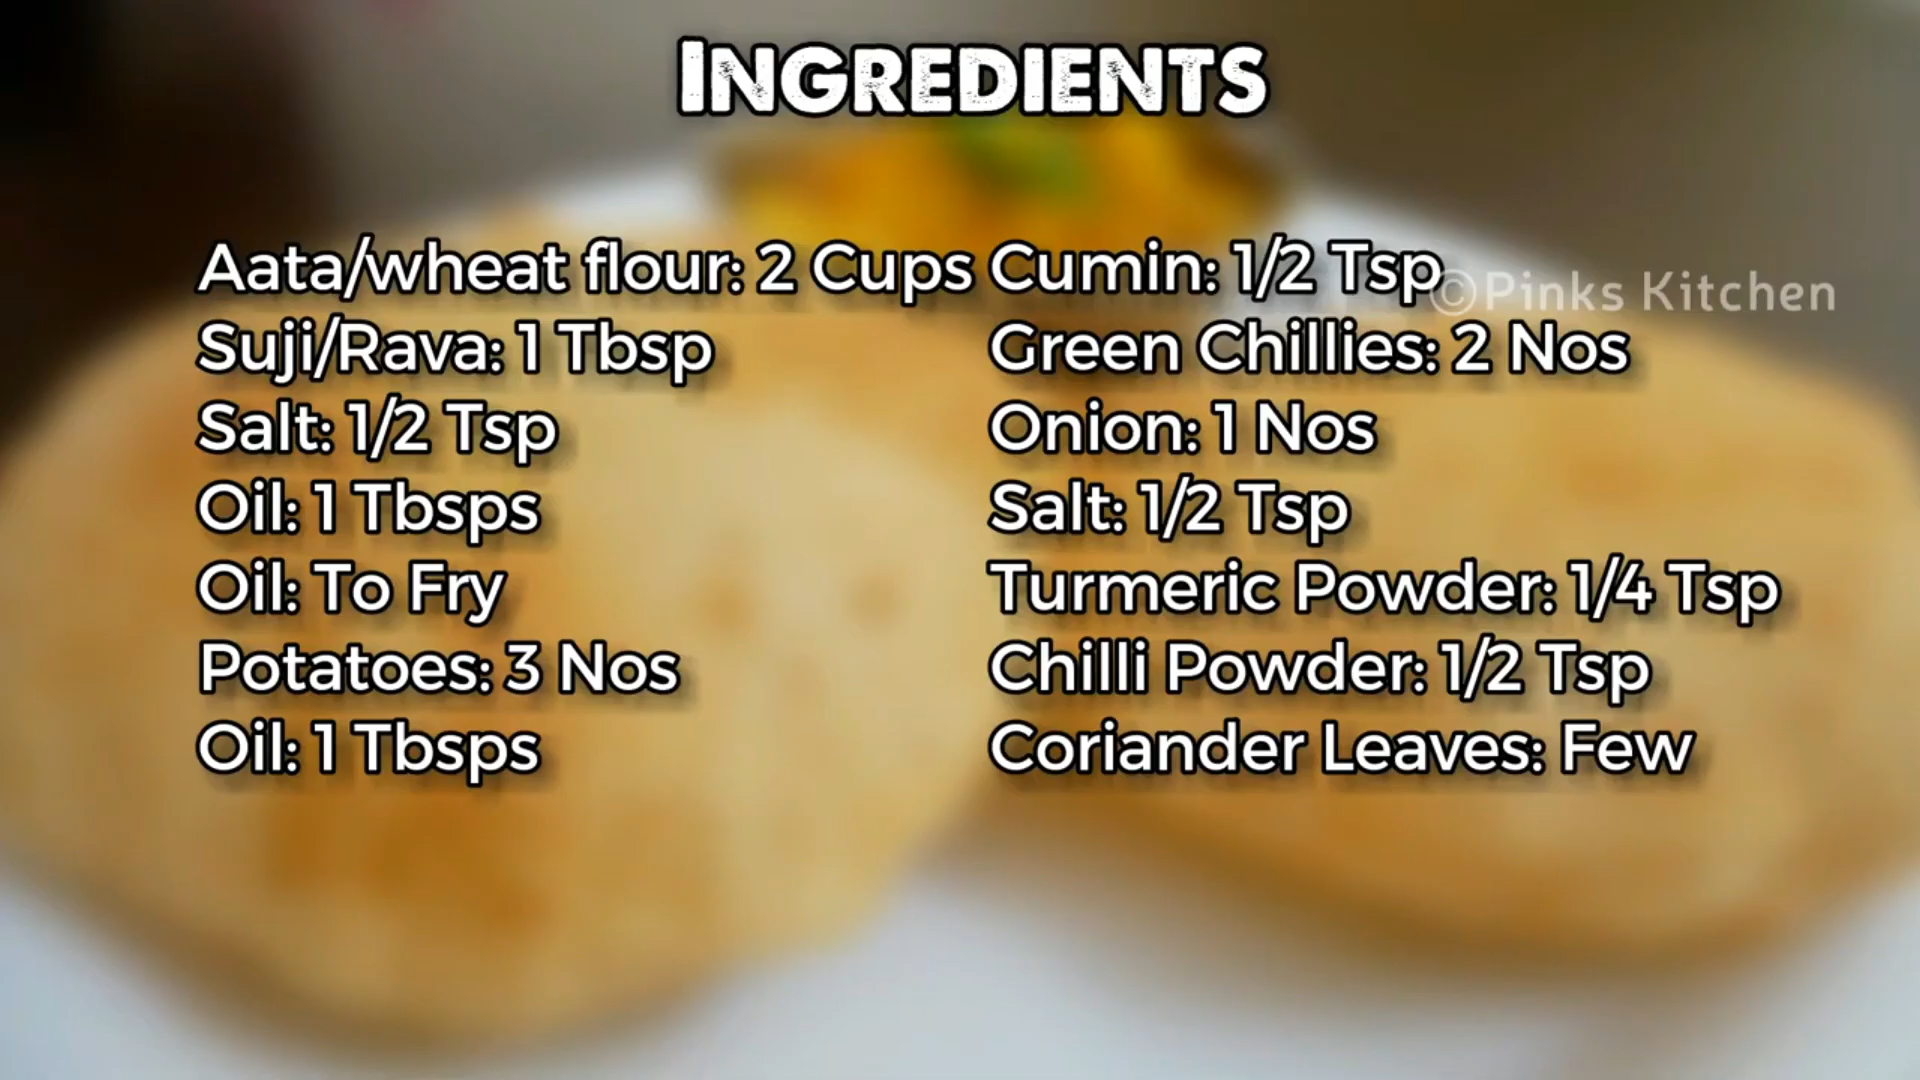 INGREDIENTS
Aata/wheat flour: 2 Cups
Suji/Rava: 1 Tbsp
Salt: 1/2 Tsp
Oil: 1 Tbsps
Oil: To Fry
Potatoes: 3 Nos
Oil: 1 Tbsps
Cumin: 1/2 Tsp
Green Chillies: 2 Nos
Onion: 1 Nos
Salt: 1/2 Tsp
Turmeric Powder: 1/4 Tsp
Chilli Powder: 1/2 Tsp
Coriander Leaves: Few
©Pinks Kitchen